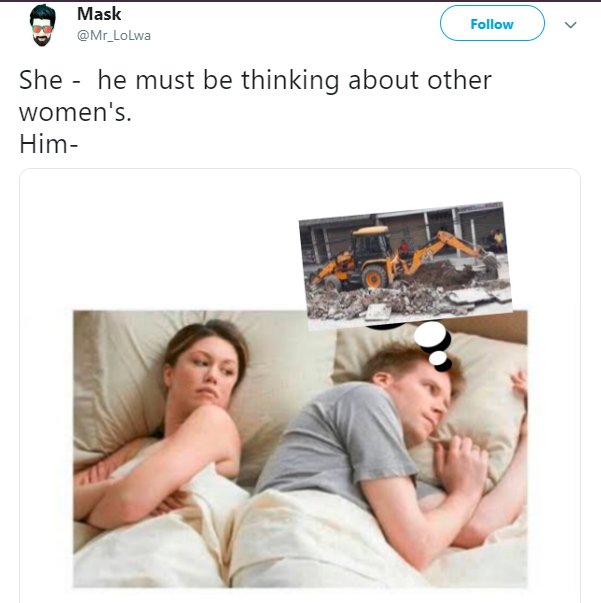 Mask
@Mr_LoLwa
Follow
She -  he must be thinking about other
women's.
Him-